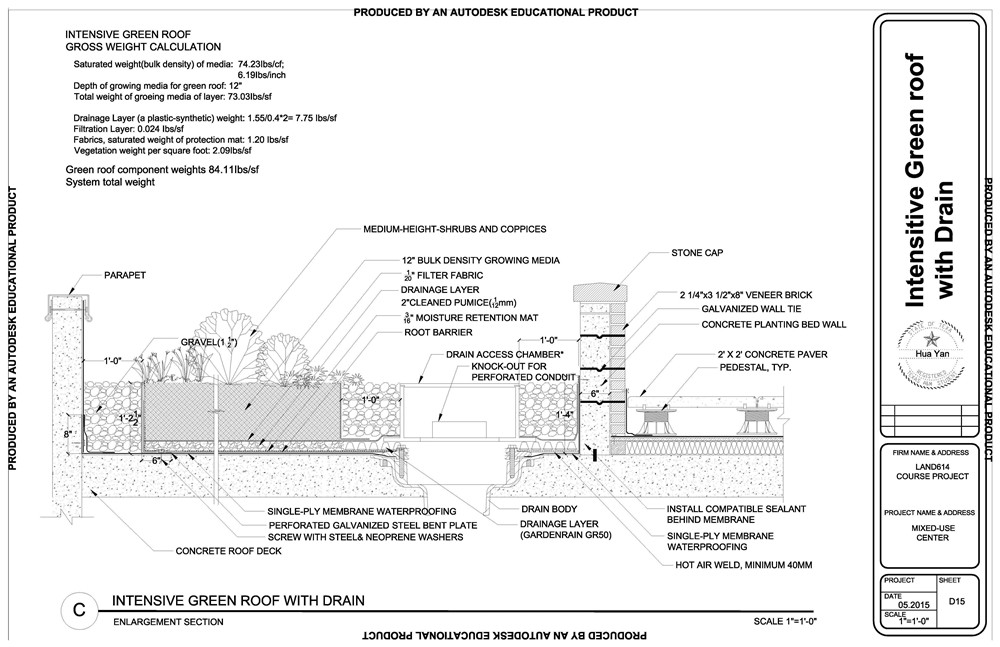 PRODUCED BY AN AUTODESK EDUCATIONAL PRODUCT
INTENSIVE GREEN ROOF
GROSS WEIGHT CALCULATION
Saturated weight(bulk density) of media: 74.23lbs/cf;
6.19lbs/inch
Depth of growing media for green roof: 12"
Total weight of groeing media of layer: 73.03lbs/sf
Drainage Layer (a plastic-synthetic) weight: 1.55/0.4*2= 7.75 lbs/sf
Filtration Layer: 0.024 lbs/sf
Fabrics, saturated weight of protection mat: 1.20 lbs/sf
Vegetation weight per square foot: 2.09lbs/sf
Green roof component weights 84.11lbs/sf
System total weight
PRODUCED BY AN AUTODESK EDUCATIONAL PRODUCT
MEDIUM-HEIGHT-SHRUBS AND COPPICES
12" BULK DENSITY GROWING MEDIA
1/20" FILTER FABRIC
DRAINAGE LAYER
2"CLEANED PUMICE(1/12mm)
3/16" MOISTURE RETENTION MAT
ROOT BARRIER
PARAPET
GRAVEL(1 1/2")
DRAIN ACCESS CHAMBER*
KNOCK-OUT FOR
PERFORATED CONDUIT
STONE CAP
2 1/4"x3 1/2"x8" VENEER BRICK
GALVANIZED WALL TIE
CONCRETE PLANTING BED WALL
2' X 2' CONCRETE PAVER
PEDESTAL, TYP.
1'-0"
1'-0"
1'-0"
1'-2 1/2"
1'-4"
6"
8"
6"
SINGLE-PLY MEMBRANE WATERPROOFING
PERFORATED GALVANIZED STEEL BENT PLATE
SCREW WITH STEEL& NEOPRENE WASHERS
CONCRETE ROOF DECK
DRAIN BODY
DRAINAGE LAYER
(GARDENRAIN GR50)
INSTALL COMPATIBLE SEALANT
BEHIND MEMBRANE
SINGLE-PLY MEMBRANE
WATERPROOFING
HOT AIR WELD, MINIMUM 40MM
C
INTENSIVE GREEN ROOF WITH DRAIN
ENLARGEMENT SECTION
SCALE 1"=1'-0"
PRODUCED BY AN AUTODESK EDUCATIONAL PRODUCT
Intensitive Green roof
with Drain
Hua Yan
REGISTERED
FIRM NAME & ADDRESS
LAND614
COURSE PROJECT
PROJECT NAME & ADDRESS
MIXED-USE
CENTER
PROJECT
SHEET
DATE
05.2015
D15
SCALE
1"=1'-0"
PRODUCED BY AN AUTODESK EDUCATIONAL PRODUCT